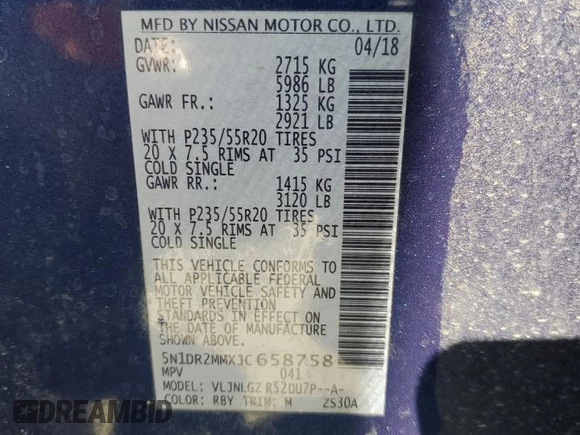 MFD BY NISSAN MOTOR CO., LTD.
DATE: 04/18
GVWR: 2715 KG
5986 LB
GAWR FR.: 1325 KG
2921 LB
WITH P235/55R20 TIRES
20 X 7.5 RIMS AT 35 PSI
COLD SINGLE
GAWR RR.: 1415 KG
3120 LB
WITH P235/55R20 TIRES
20 X 7.5 RIMS AT 35 PSI
COLD SINGLE
THIS VEHICLE CONFORMS TO
ALL APPLICABLE FEDERAL
MOTOR VEHICLE SAFETY AND
THEFT PREVENTION
STANDARDS IN EFFECT ON
THE DATE OF MANUFACTURE
SHOWN ABOVE.
5N1DR2MMXJC658758
MPV 041
MODEL: VLJNLGZ R52DU7P--A-
COLOR: RBY TRIM: M ZS30A
EpicVIN.com